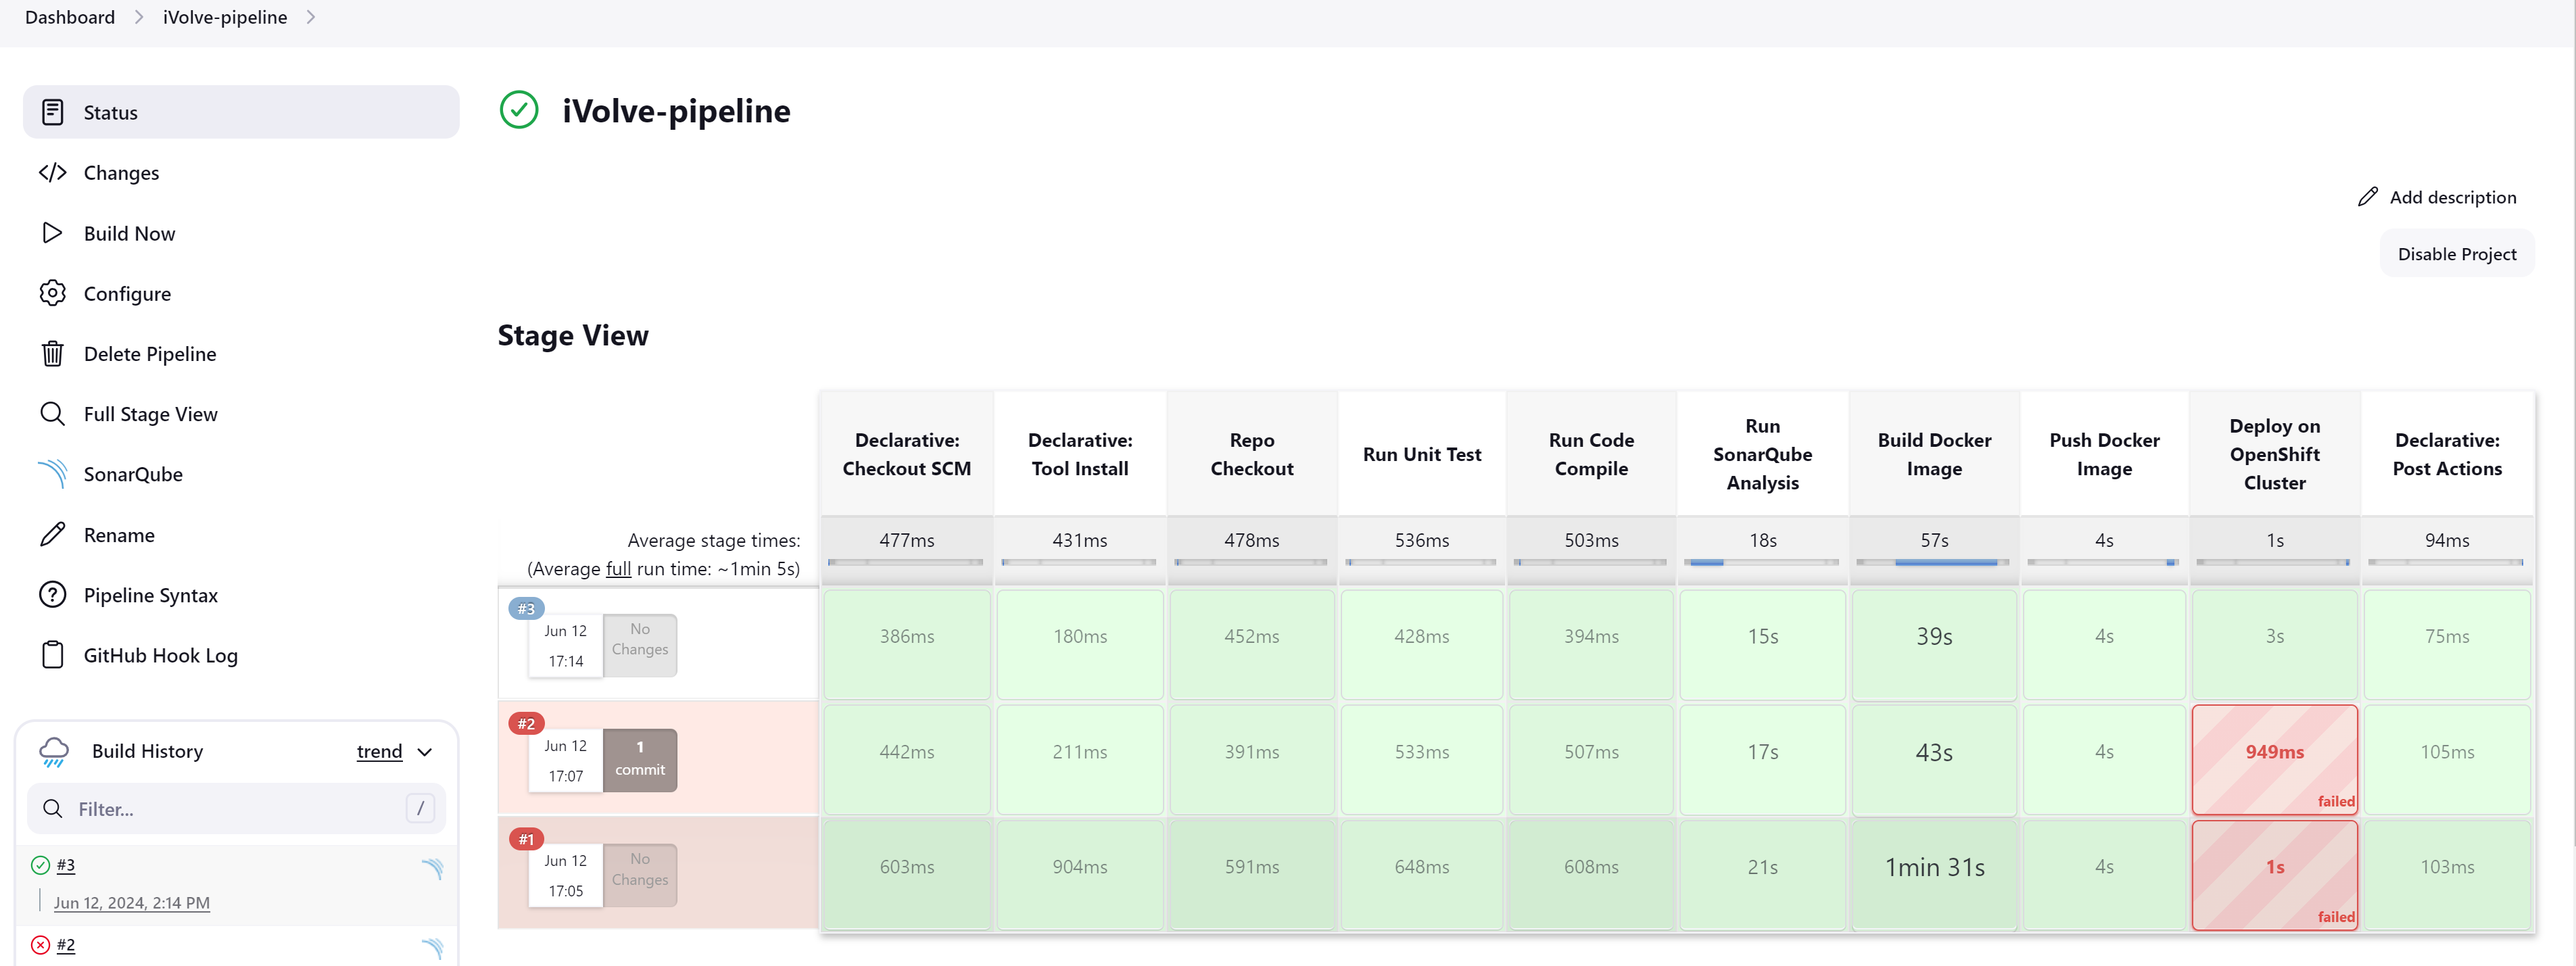 Dashboard
iVolve-pipeline
Status
Changes
Build Now
Configure
Delete Pipeline
Full Stage View
SonarQube
Rename
Pipeline Syntax
GitHub Hook Log
Build History
trend
Filter...
/
#3
Jun 12, 2024, 2:14 PM
#2
iVolve-pipeline
Add description
Disable Project
Stage View
Declarative:
Checkout SCM
Declarative:
Tool Install
Repo
Checkout
Run Unit Test
Run Code
Compile
Run
SonarQube
Analysis
Build Docker
Image
Push Docker
Image
Deploy on
OpenShift
Cluster
Declarative:
Post Actions
Average stage times:
(Average full run time: ~1min 5s)
477ms
431ms
478ms
536ms
503ms
18s
57s
4s
1s
94ms
#3
Jun 12
17:14
No
Changes
386ms
180ms
452ms
428ms
394ms
15s
39s
4s
3s
75ms
#2
Jun 12
17:07
1
commit
442ms
211ms
391ms
533ms
507ms
17s
43s
4s
949ms
failed
105ms
#1
Jun 12
17:05
No
Changes
603ms
904ms
591ms
648ms
608ms
21s
1min 31s
4s
1s
failed
103ms